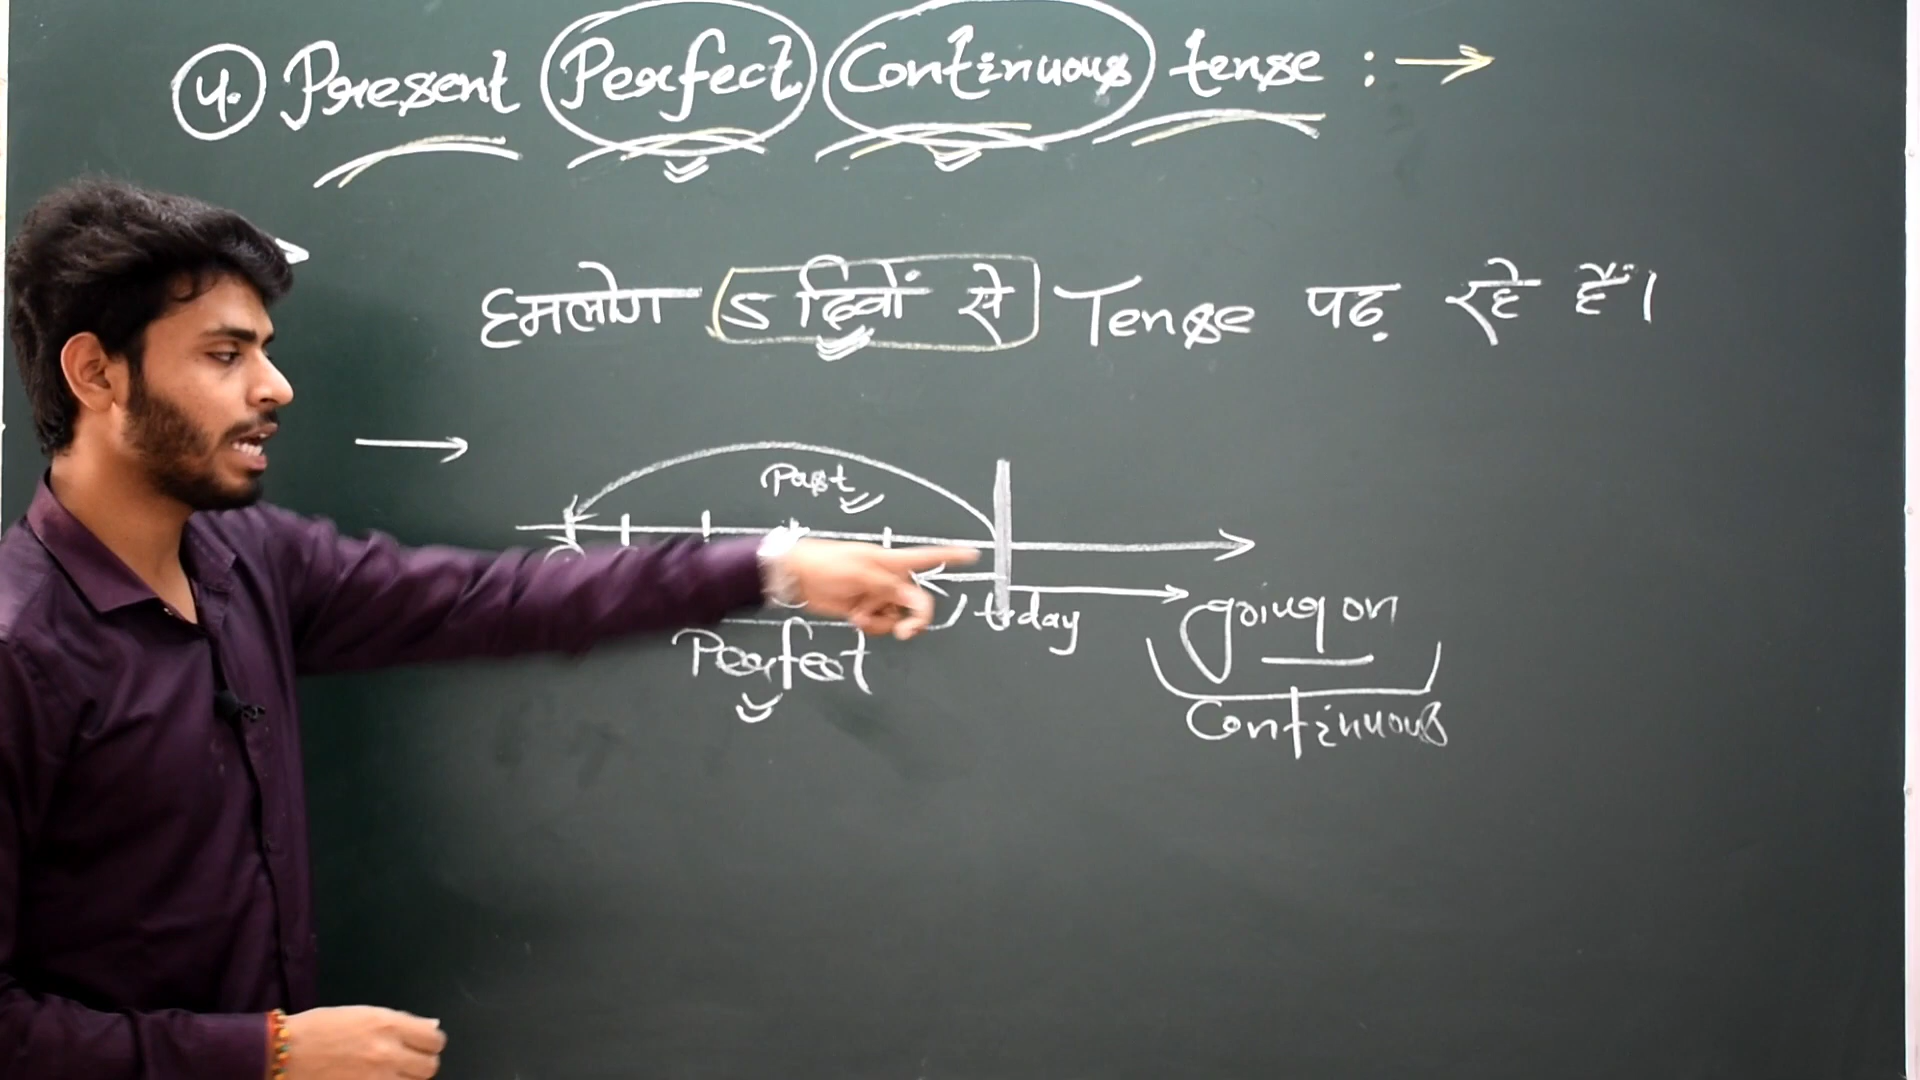 4. Present Perfect Continuous tense :→
हमलोग 5 दिनों से Tense पढ़ रहे हैं।
→
Past
today
going on
Perfect
Continuous